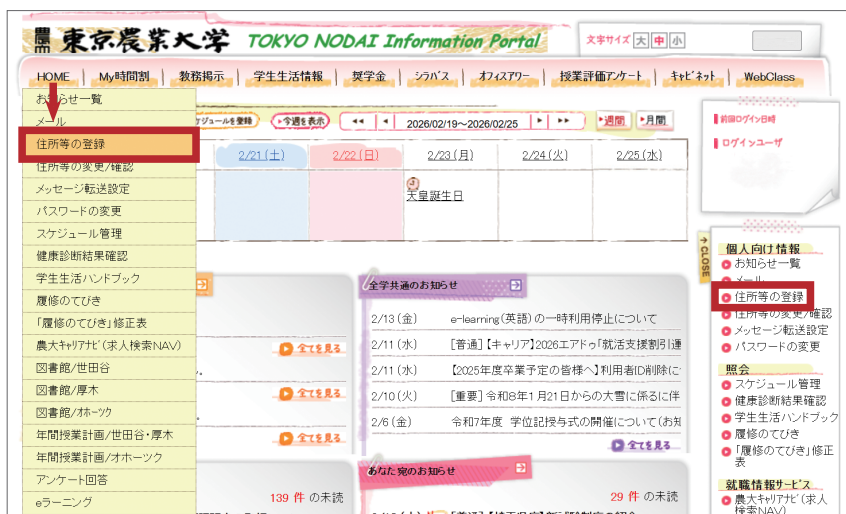 東京農業大学 TOKYO NODAI Information Portal
文字サイズ 大 中 小
HOME My時間割 教務掲示 学生生活情報 奨学金 シラバス オフィスアワー 授業評価アンケート キャビネット WebClass
お知らせ一覧
メール
住所等の登録
住所等の変更/確認
メッセージ転送設定
パスワードの変更
スケジュール管理
健康診断結果確認
学生生活ハンドブック
履修のてびき
「履修のてびき」修正表
農大キャリアナビ(求人検索NAV)
図書館/世田谷
図書館/厚木
図書館/オホーツク
年間授業計画/世田谷・厚木
年間授業計画/オホーツク
アンケート回答
eラーニング
ケジュールを登録 今週を表示 2026/02/19～2026/02/25 週間 月間
2/21(土) 2/22(日) 2/23(月) 2/24(火) 2/25(水)
天皇誕生日
全てを見る
全てを見る
全てを見る
139 件 の未読
全学共通のお知らせ
2/13(金) e-learning(英語)の一時利用停止について
2/11(水) [普通]【キャリア】2026エアドゥ「就活支援割引運
2/11(水) 【2025年度卒業予定の皆様へ】利用者ID削除に
2/10(火) [重要] 令和8年1月21日からの大雪に係るに伴
2/6(金) 令和7年度 学位記授与式の開催について(お知
全てを見る
あなた宛のお知らせ
29 件 の未読
前回ログイン日時
ログインユーザ
CLOSE
個人向け情報
お知らせ一覧
メール
住所等の登録
住所等の変更/確認
メッセージ転送設定
パスワードの変更
照会
スケジュール管理
健康診断結果確認
学生生活ハンドブック
履修のてびき
「履修のてびき」修正
表
就職情報サービス
農大キャリアナビ(求人
検索NAV)